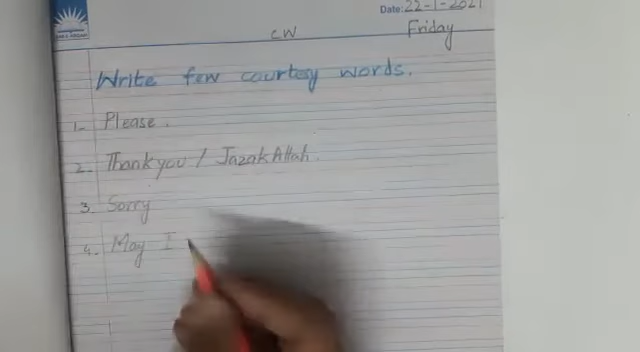 Date: 22-1-2021
CW
Friday
Write few courtesy words.
1- Please.
2- Thankyou / JazakAllah.
3 Sorry
4- May I